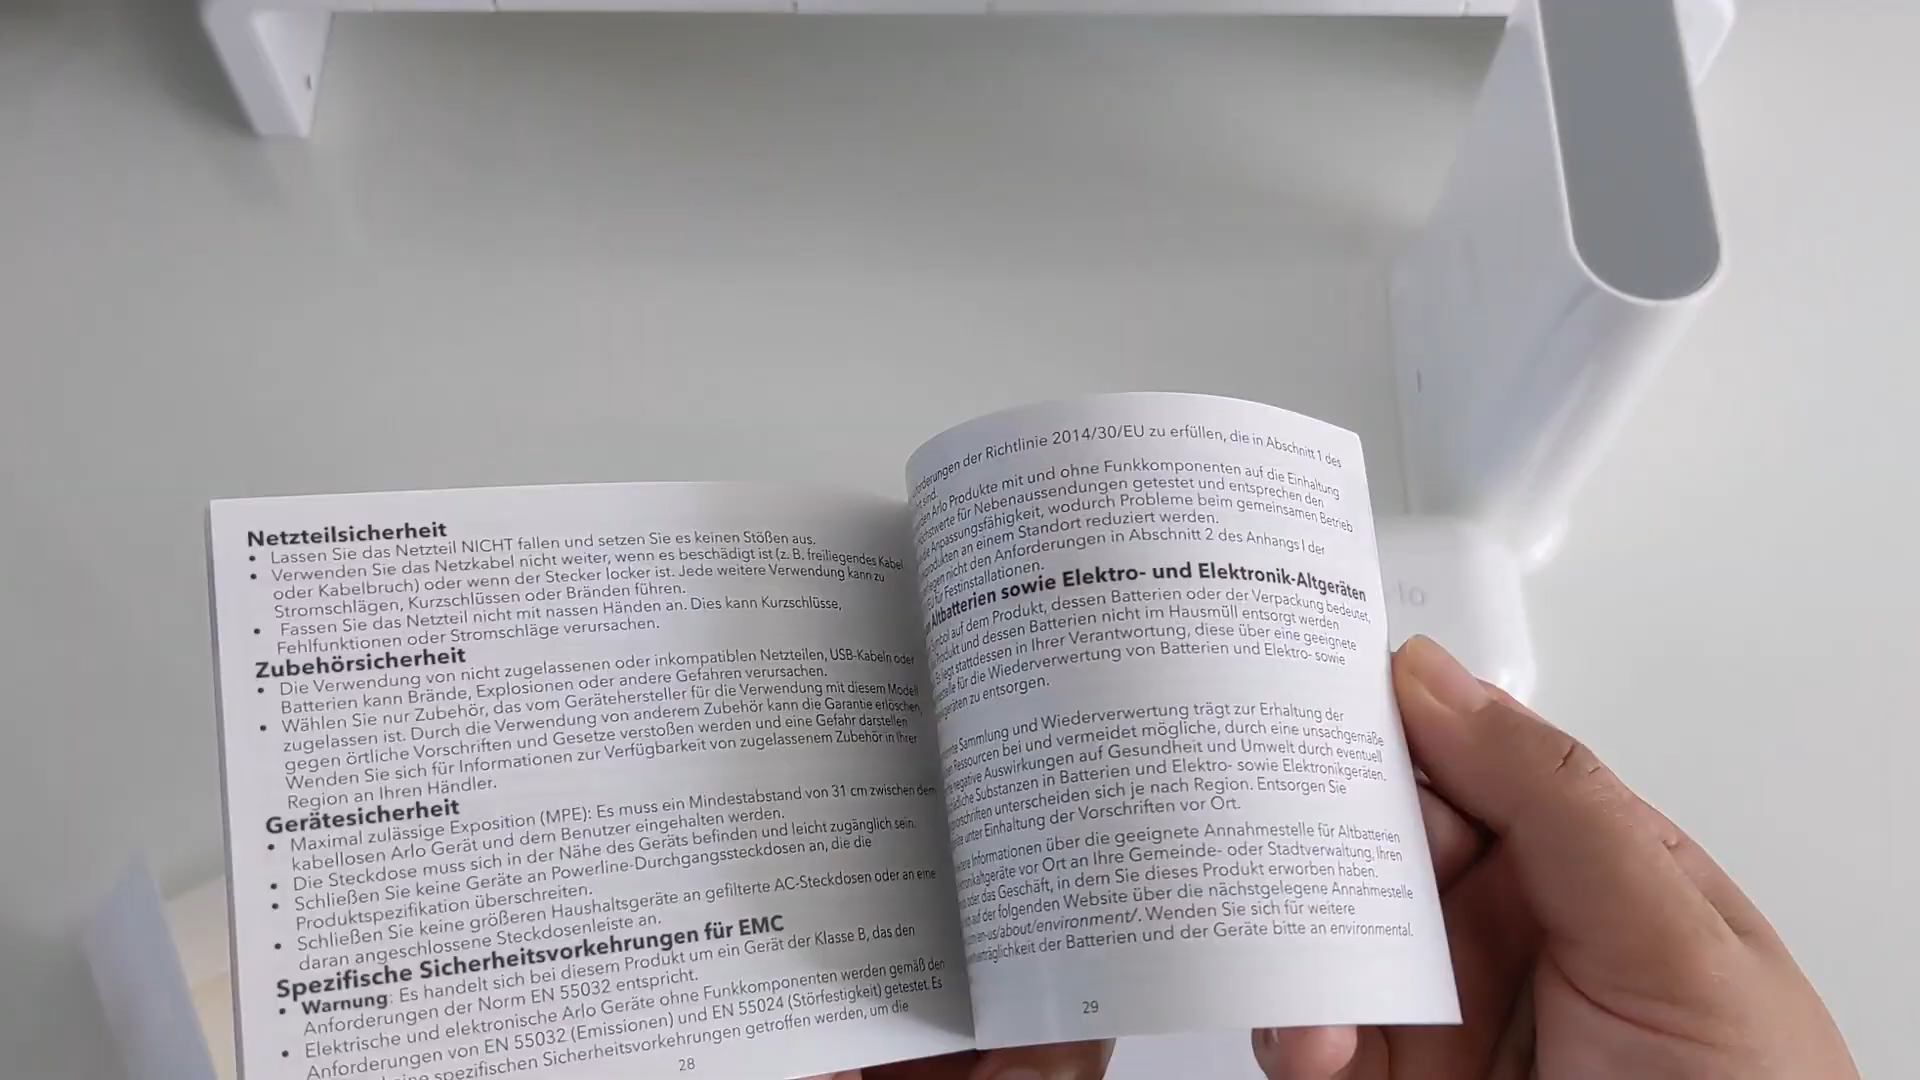 Netzteilsicherheit
• Lassen Sie das Netzteil NICHT fallen und setzen Sie es keinen Stößen aus.
• Verwenden Sie das Netzkabel nicht weiter, wenn es beschädigt ist (z. B. freiliegendes Kabel
oder Kabelbruch) oder wenn der Stecker locker ist. Jede weitere Verwendung kann zu
Stromschlägen, Kurzschlüssen oder Bränden führen.
• Fassen Sie das Netzteil nicht mit nassen Händen an. Dies kann Kurzschlüsse,
Fehlfunktionen oder Stromschläge verursachen.
Zubehörsicherheit
• Die Verwendung von nicht zugelassenen oder inkompatiblen Netzteilen, USB-Kabeln oder
Batterien kann Brände, Explosionen oder andere Gefahren verursachen.
• Wählen Sie nur Zubehör, das vom Gerätehersteller für die Verwendung mit diesem Modell
zugelassen ist. Durch die Verwendung von anderem Zubehör kann die Garantie erlöschen,
gegen örtliche Vorschriften und Gesetze verstoßen werden und eine Gefahr darstellen
Wenden Sie sich für Informationen zur Verfügbarkeit von zugelassenem Zubehör in Ihrer
Region an Ihren Händler.
Gerätesicherheit
• Maximal zulässige Exposition (MPE): Es muss ein Mindestabstand von 31 cm zwischen dem
kabellosen Arlo Gerät und dem Benutzer eingehalten werden.
• Die Steckdose muss sich in der Nähe des Geräts befinden und leicht zugänglich sein.
• Schließen Sie keine Geräte an Powerline-Durchgangssteckdosen an, die die
Produktspezifikation überschreiten.
• Schließen Sie keine größeren Haushaltsgeräte an gefilterte AC-Steckdosen oder an eine
daran angeschlossene Steckdosenleiste an.
Spezifische Sicherheitsvorkehrungen für EMC
• Warnung: Es handelt sich bei diesem Produkt um ein Gerät der Klasse B, das den
Anforderungen der Norm EN 55032 entspricht.
• Elektrische und elektronische Arlo Geräte ohne Funkkomponenten werden gemäß den
Anforderungen von EN 55032 (Emissionen) und EN 55024 (Störfestigkeit) getestet. Es
spezifischen Sicherheitsvorkehrungen getroffen werden, um die
28
der Richtlinie 2014/30/EU zu erfüllen, die in Abschnitt 1 des
sind.
Arlo Produkte mit und ohne Funkkomponenten auf die Einhaltung
für Nebenaussendungen getestet und entsprechen den
Anpassungsfähigkeit, wodurch Probleme beim gemeinsamen Betrieb
an einem Standort reduziert werden.
nicht den Anforderungen in Abschnitt 2 des Anhangs I der
für Festinstallationen.
Altbatterien sowie Elektro- und Elektronik-Altgeräten
auf dem Produkt, dessen Batterien oder der Verpackung bedeutet,
und dessen Batterien nicht im Hausmüll entsorgt werden
liegt stattdessen in Ihrer Verantwortung, diese über eine geeignete
für die Wiederverwertung von Batterien und Elektro- sowie
zu entsorgen.
Sammlung und Wiederverwertung trägt zur Erhaltung der
Ressourcen bei und vermeidet mögliche, durch eine unsachgemäße
negative Auswirkungen auf Gesundheit und Umwelt durch eventuell
Substanzen in Batterien und Elektro- sowie Elektronikgeräten.
unterscheiden sich je nach Region. Entsorgen Sie
unter Einhaltung der Vorschriften vor Ort.
Informationen über die geeignete Annahmestelle für Altbatterien
vor Ort an Ihre Gemeinde- oder Stadtverwaltung, Ihren
oder das Geschäft, in dem Sie dieses Produkt erworben haben.
auf der folgenden Website über die nächstgelegene Annahmestelle
Wenden Sie sich für weitere
der Batterien und der Geräte bitte an environmental.
29